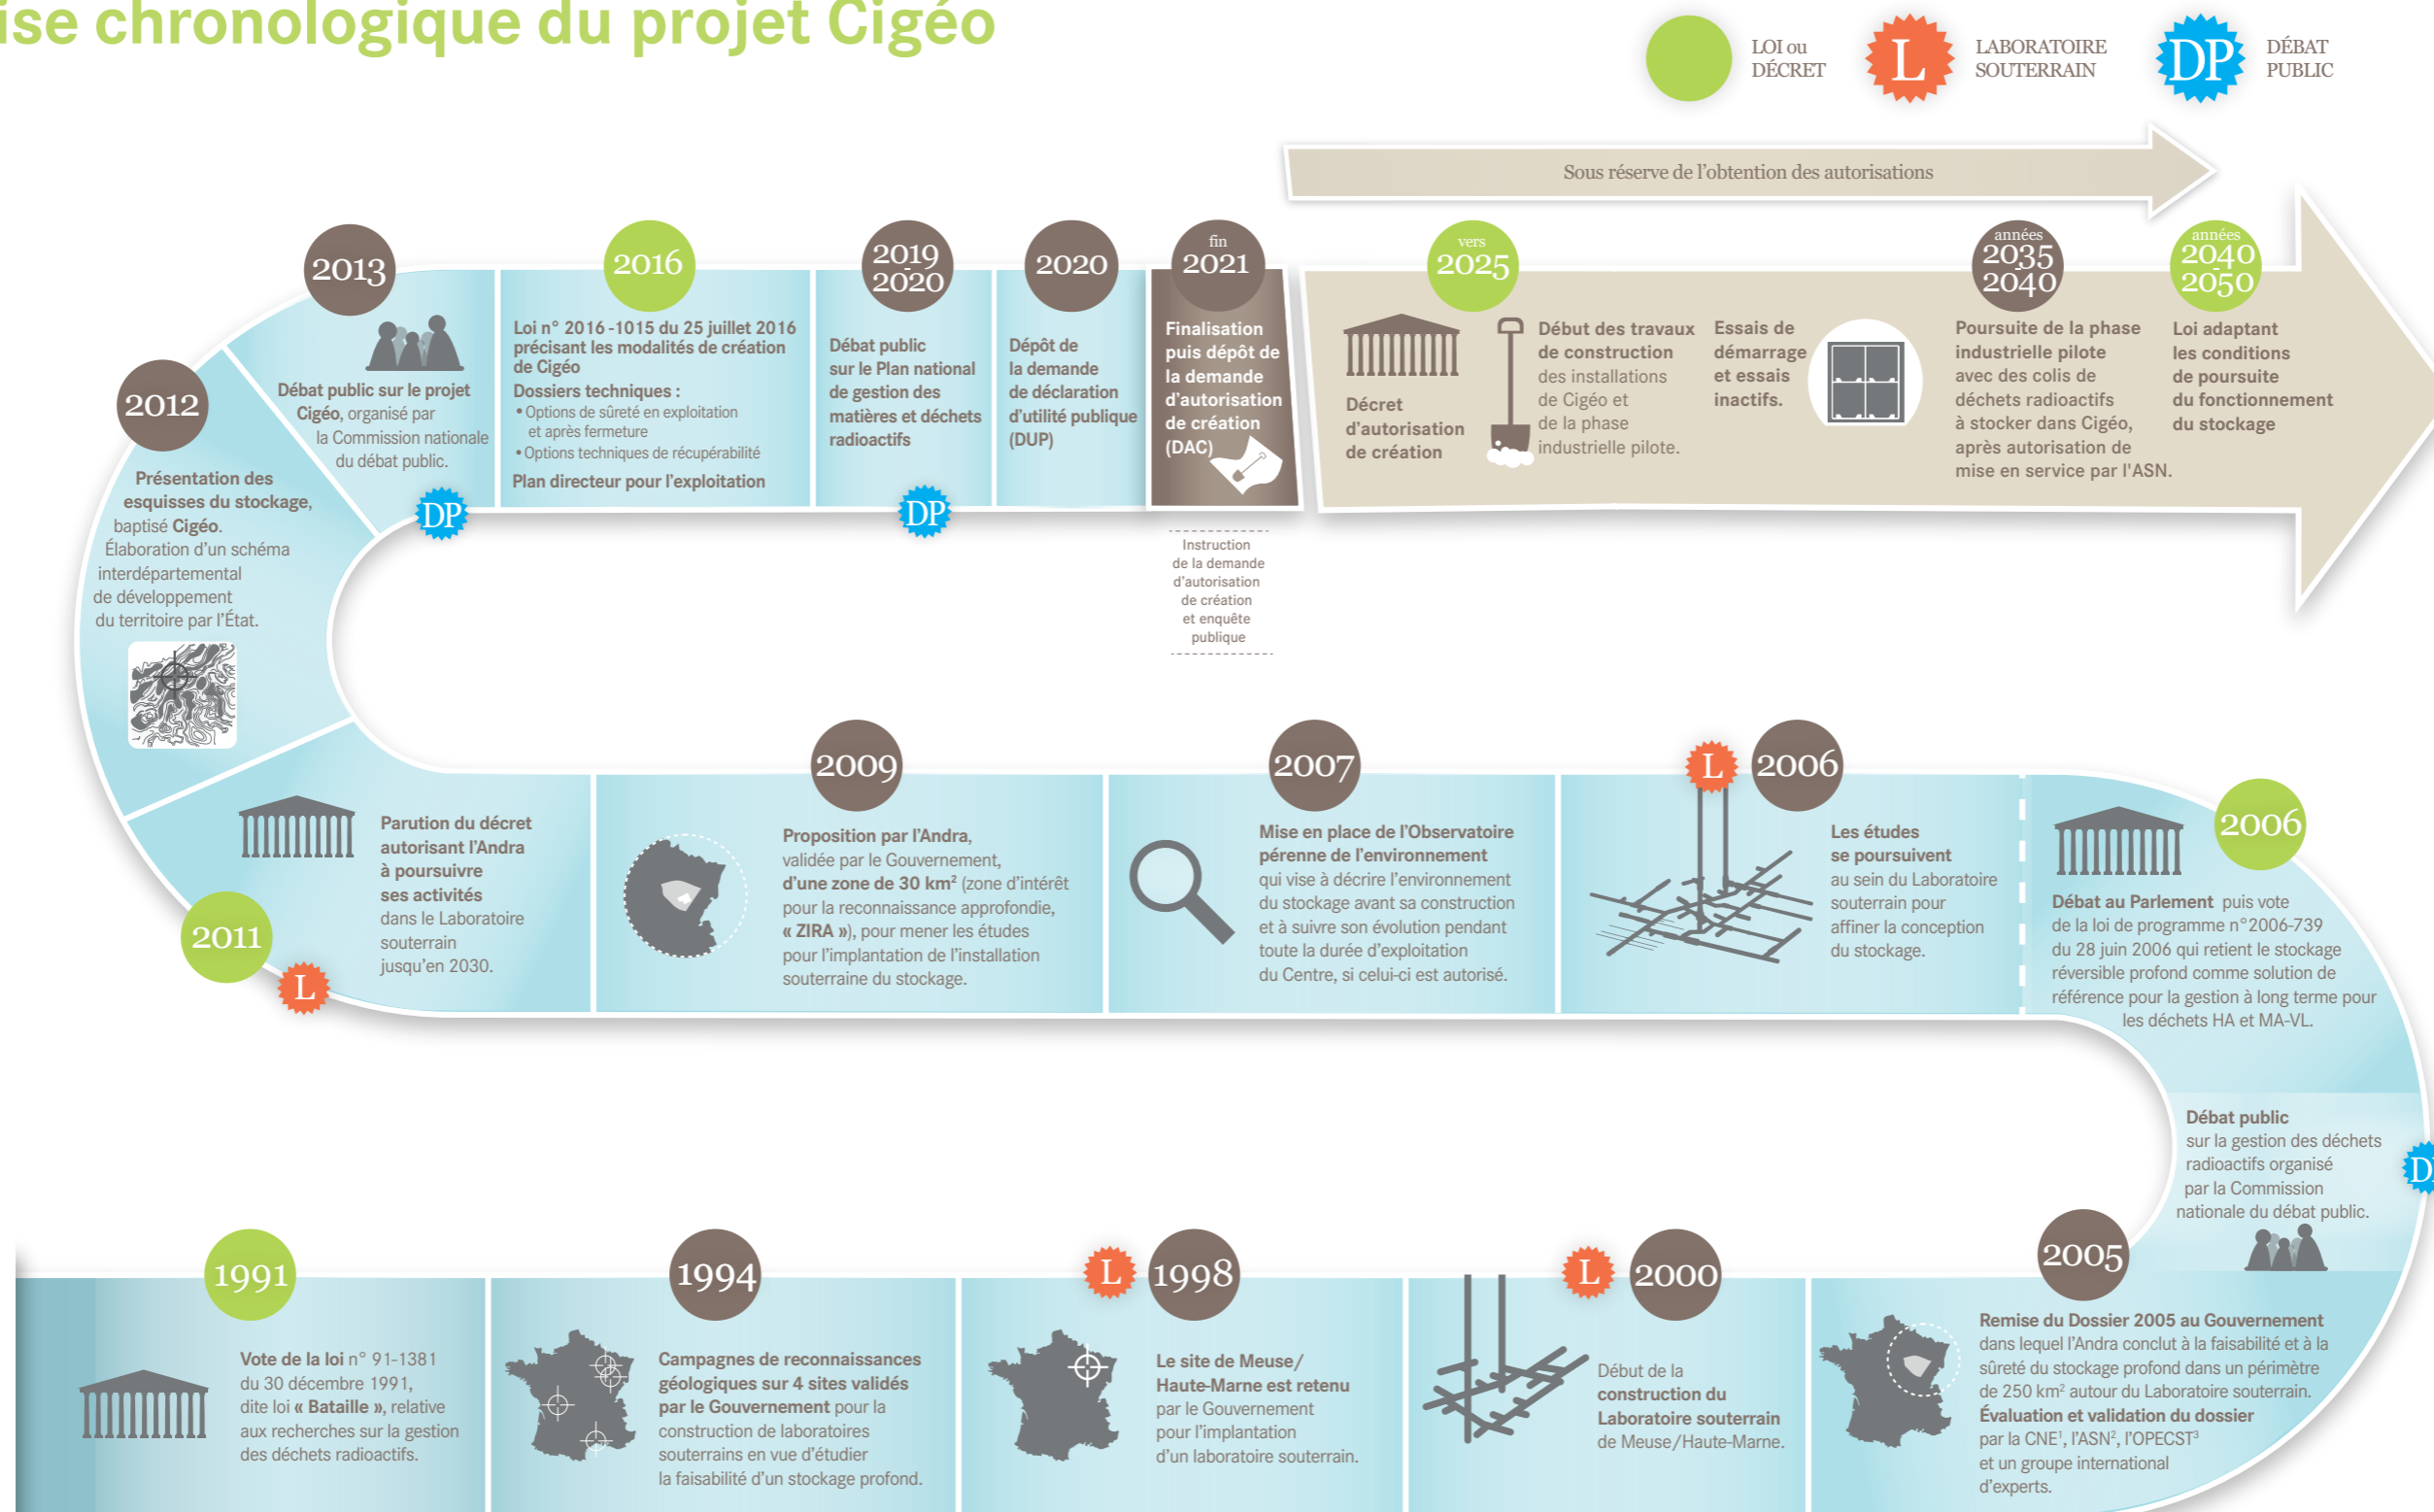 ise chronologique du projet Cigéo
LOI ou
DÉCRET
L
LABORATOIRE
SOUTERRAIN
DP
DÉBAT
PUBLIC
Sous réserve de l'obtention des autorisations
1991
Vote de la loi n° 91-1381
du 30 décembre 1991,
dite loi « Bataille », relative
aux recherches sur la gestion
des déchets radioactifs.
1994
Campagnes de reconnaissances
géologiques sur 4 sites validés
par le Gouvernement pour la
construction de laboratoires
souterrains en vue d'étudier
la faisabilité d'un stockage profond.
L
1998
Le site de Meuse/
Haute-Marne est retenu
par le Gouvernement
pour l'implantation
d'un laboratoire souterrain.
L
2000
Début de la
construction du
Laboratoire souterrain
de Meuse/Haute-Marne.
2005
Remise du Dossier 2005 au Gouvernement
dans lequel l'Andra conclut à la faisabilité et à la
sûreté du stockage profond dans un périmètre
de 250 km² autour du Laboratoire souterrain.
Évaluation et validation du dossier
par la CNE¹, l'ASN², l'OPECST³
et un groupe international
d'experts.
Débat public
sur la gestion des déchets
radioactifs organisé
par la Commission
nationale du débat public.
D
2006
Débat au Parlement puis vote
de la loi de programme n°2006-739
du 28 juin 2006 qui retient le stockage
réversible profond comme solution de
référence pour la gestion à long terme pour
les déchets HA et MA-VL.
L
2006
Les études
se poursuivent
au sein du Laboratoire
souterrain pour
affiner la conception
du stockage.
2007
Mise en place de l'Observatoire
pérenne de l'environnement
qui vise à décrire l'environnement
du stockage avant sa construction
et à suivre son évolution pendant
toute la durée d'exploitation
du Centre, si celui-ci est autorisé.
2009
Proposition par l'Andra,
validée par le Gouvernement,
d'une zone de 30 km² (zone d'intérêt
pour la reconnaissance approfondie,
« ZIRA »), pour mener les études
pour l'implantation de l'installation
souterraine du stockage.
2011
L
Parution du décret
autorisant l'Andra
à poursuivre
ses activités
dans le Laboratoire
souterrain
jusqu'en 2030.
2012
Présentation des
esquisses du stockage,
baptisé Cigéo.
Élaboration d'un schéma
interdépartemental
de développement
du territoire par l'État.
2013
Débat public sur le projet
Cigéo, organisé par
la Commission nationale
du débat public.
DP
2016
Loi n° 2016 -1015 du 25 juillet 2016
précisant les modalités de création
de Cigéo
Dossiers techniques :
• Options de sûreté en exploitation
et après fermeture
• Options techniques de récupérabilité
Plan directeur pour l'exploitation
2019
-
2020
Débat public
sur le Plan national
de gestion des
matières et déchets
radioactifs
DP
2020
Dépôt de
la demande
de déclaration
d'utilité publique
(DUP)
fin
2021
Finalisation
puis dépôt de
la demande
d'autorisation
de création
(DAC)
Instruction
de la demande
d'autorisation
de création
et enquête
publique
vers
2025
Décret
d'autorisation
de création
Début des travaux
de construction
des installations
de Cigéo et
de la phase
industrielle pilote.
Essais de
démarrage
et essais
inactifs.
années
2035
-
2040
Poursuite de la phase
industrielle pilote
avec des colis de
déchets radioactifs
à stocker dans Cigéo,
après autorisation de
mise en service par l'ASN.
années
2040
-
2050
Loi adaptant
les conditions
de poursuite
du fonctionnement
du stockage